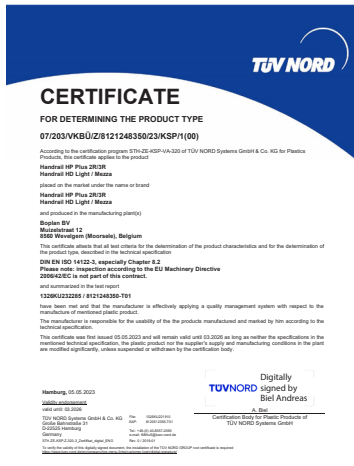 TÜV NORD
CERTIFICATE
FOR DETERMINING THE PRODUCT TYPE
07/203/VKBÜ/Z/8121248350/23/KSP/1(00)
According to the certification program STH-ZE-KSP-VA-320 of TÜV NORD Systems GmbH & Co. KG for Plastics
Products, this certificate applies to the product
Handrail HP Plus 2R/3R
Handrail HD Light / Mezza
placed on the market under the name or brand
Handrail HP Plus 2R/3R
Handrail HD Light / Mezza
and produced in the manufacturing plant(s)
Boplan BV
Muizelstraat 12
8560 Wevelgem (Moorsele), Belgium
This certificate attests that all test criteria for the determination of the product characteristics and for the determination of
the product type, described in the technical specification
DIN EN ISO 14122-3, especially Chapter 8.2
Please note: inspection according to the EU Machinery Directive
2006/42/EC is not part of this contract.
and summarized in the test report
1326KU232285 / 8121248350-T01
have been met and that the manufacturer is effectively applying a quality management system with respect to the
manufacture of mentioned plastic product.
The manufacturer is responsible for the usability of the the products manufactured and marked by him according to the
technical specification.
This certificate was first issued 05.05.2023 and will remain valid until 03.2026 as long as neither the specifications in the
mentioned technical specification, the plastic product nor the supplier's supply and manufacturing conditions in the plant
are modified significantly, unless suspended or withdrawn by the certification body.
Digitally
TÜVNORD signed by
Biel Andreas
Hamburg, 05.05.2023
A. Biel
Validity endorsement:
valid until: 03.2026
Certification Body for Plastic Products of
TÜV NORD Systems GmbH
TÜV NORD Systems GmbH & Co. KG
Große Bahnstraße 31
D-22525 Hamburg
Germany